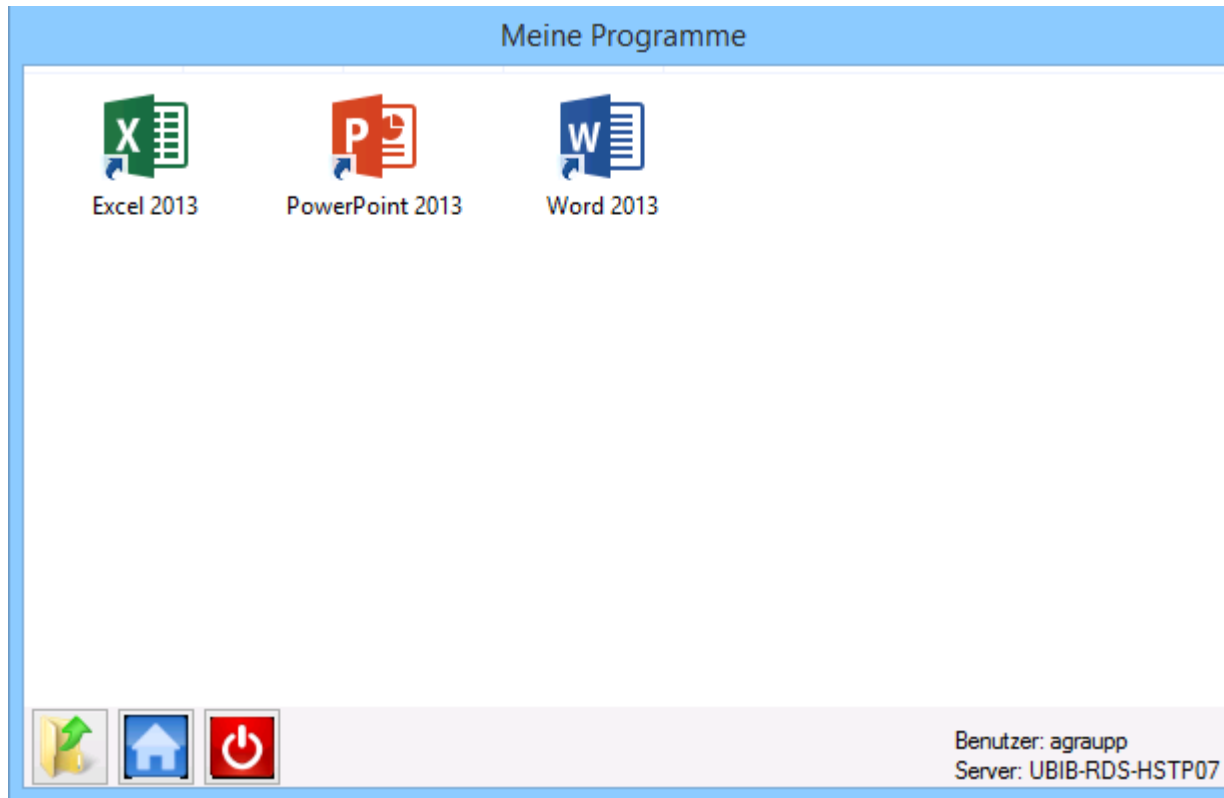 Meine Programme
X
P
W
Excel 2013
PowerPoint 2013
Word 2013
Benutzer: agraupp
Server: UBIB-RDS-HSTP07